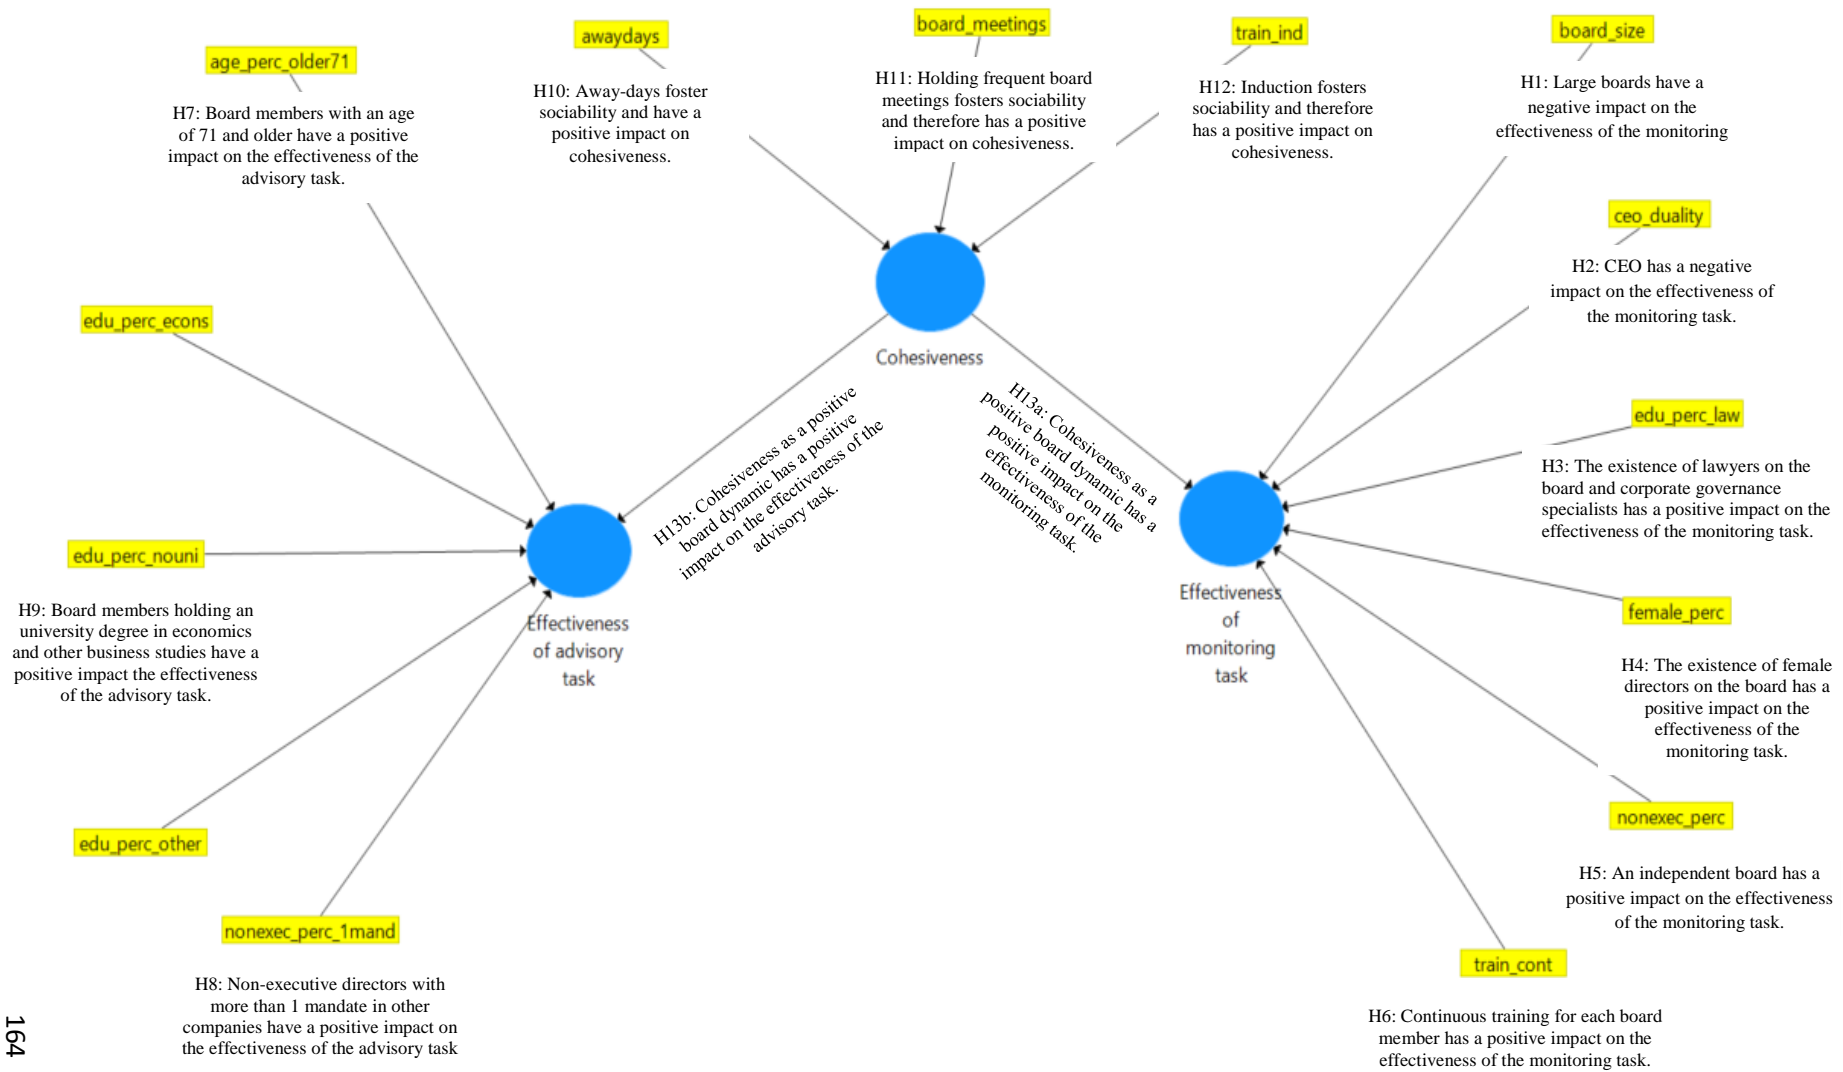 age_perc_older71
H7: Board members with an age
of 71 and older have a positive
impact on the effectiveness of the
advisory task.
awaydays
H10: Away-days foster
sociability and have a
positive impact on
cohesiveness.
board_meetings
H11: Holding frequent board
meetings fosters sociability
and therefore has a positive
impact on cohesiveness.
train_ind
H12: Induction fosters
sociability and therefore
has a positive impact on
cohesiveness.
board_size
H1: Large boards have a
negative impact on the
effectiveness of the monitoring
ceo_duality
H2: CEO has a negative
impact on the effectiveness of
the monitoring task.
edu_perc_econs
Cohesiveness
H13b: Cohesiveness as a positive
board dynamic has a positive
impact on the effectiveness of the
advisory task.
H13a: Cohesiveness as a
positive board dynamic has a
positive impact on the
effectiveness of the
monitoring task.
edu_perc_law
H3: The existence of lawyers on the
board and corporate governance
specialists has a positive impact on the
effectiveness of the monitoring task.
edu_perc_nouni
H9: Board members holding an
university degree in economics
and other business studies have a
positive impact the effectiveness
of the advisory task.
Effectiveness
of advisory
task
Effectiveness
of
monitoring
task
female_perc
H4: The existence of female
directors on the board has a
positive impact on the
effectiveness of the
monitoring task.
edu_perc_other
nonexec_perc
H5: An independent board has a
positive impact on the effectiveness
of the monitoring task.
nonexec_perc_1mand
H8: Non-executive directors with
more than 1 mandate in other
companies have a positive impact on
the effectiveness of the advisory task
train_cont
H6: Continuous training for each board
member has a positive impact on the
effectiveness of the monitoring task.
164